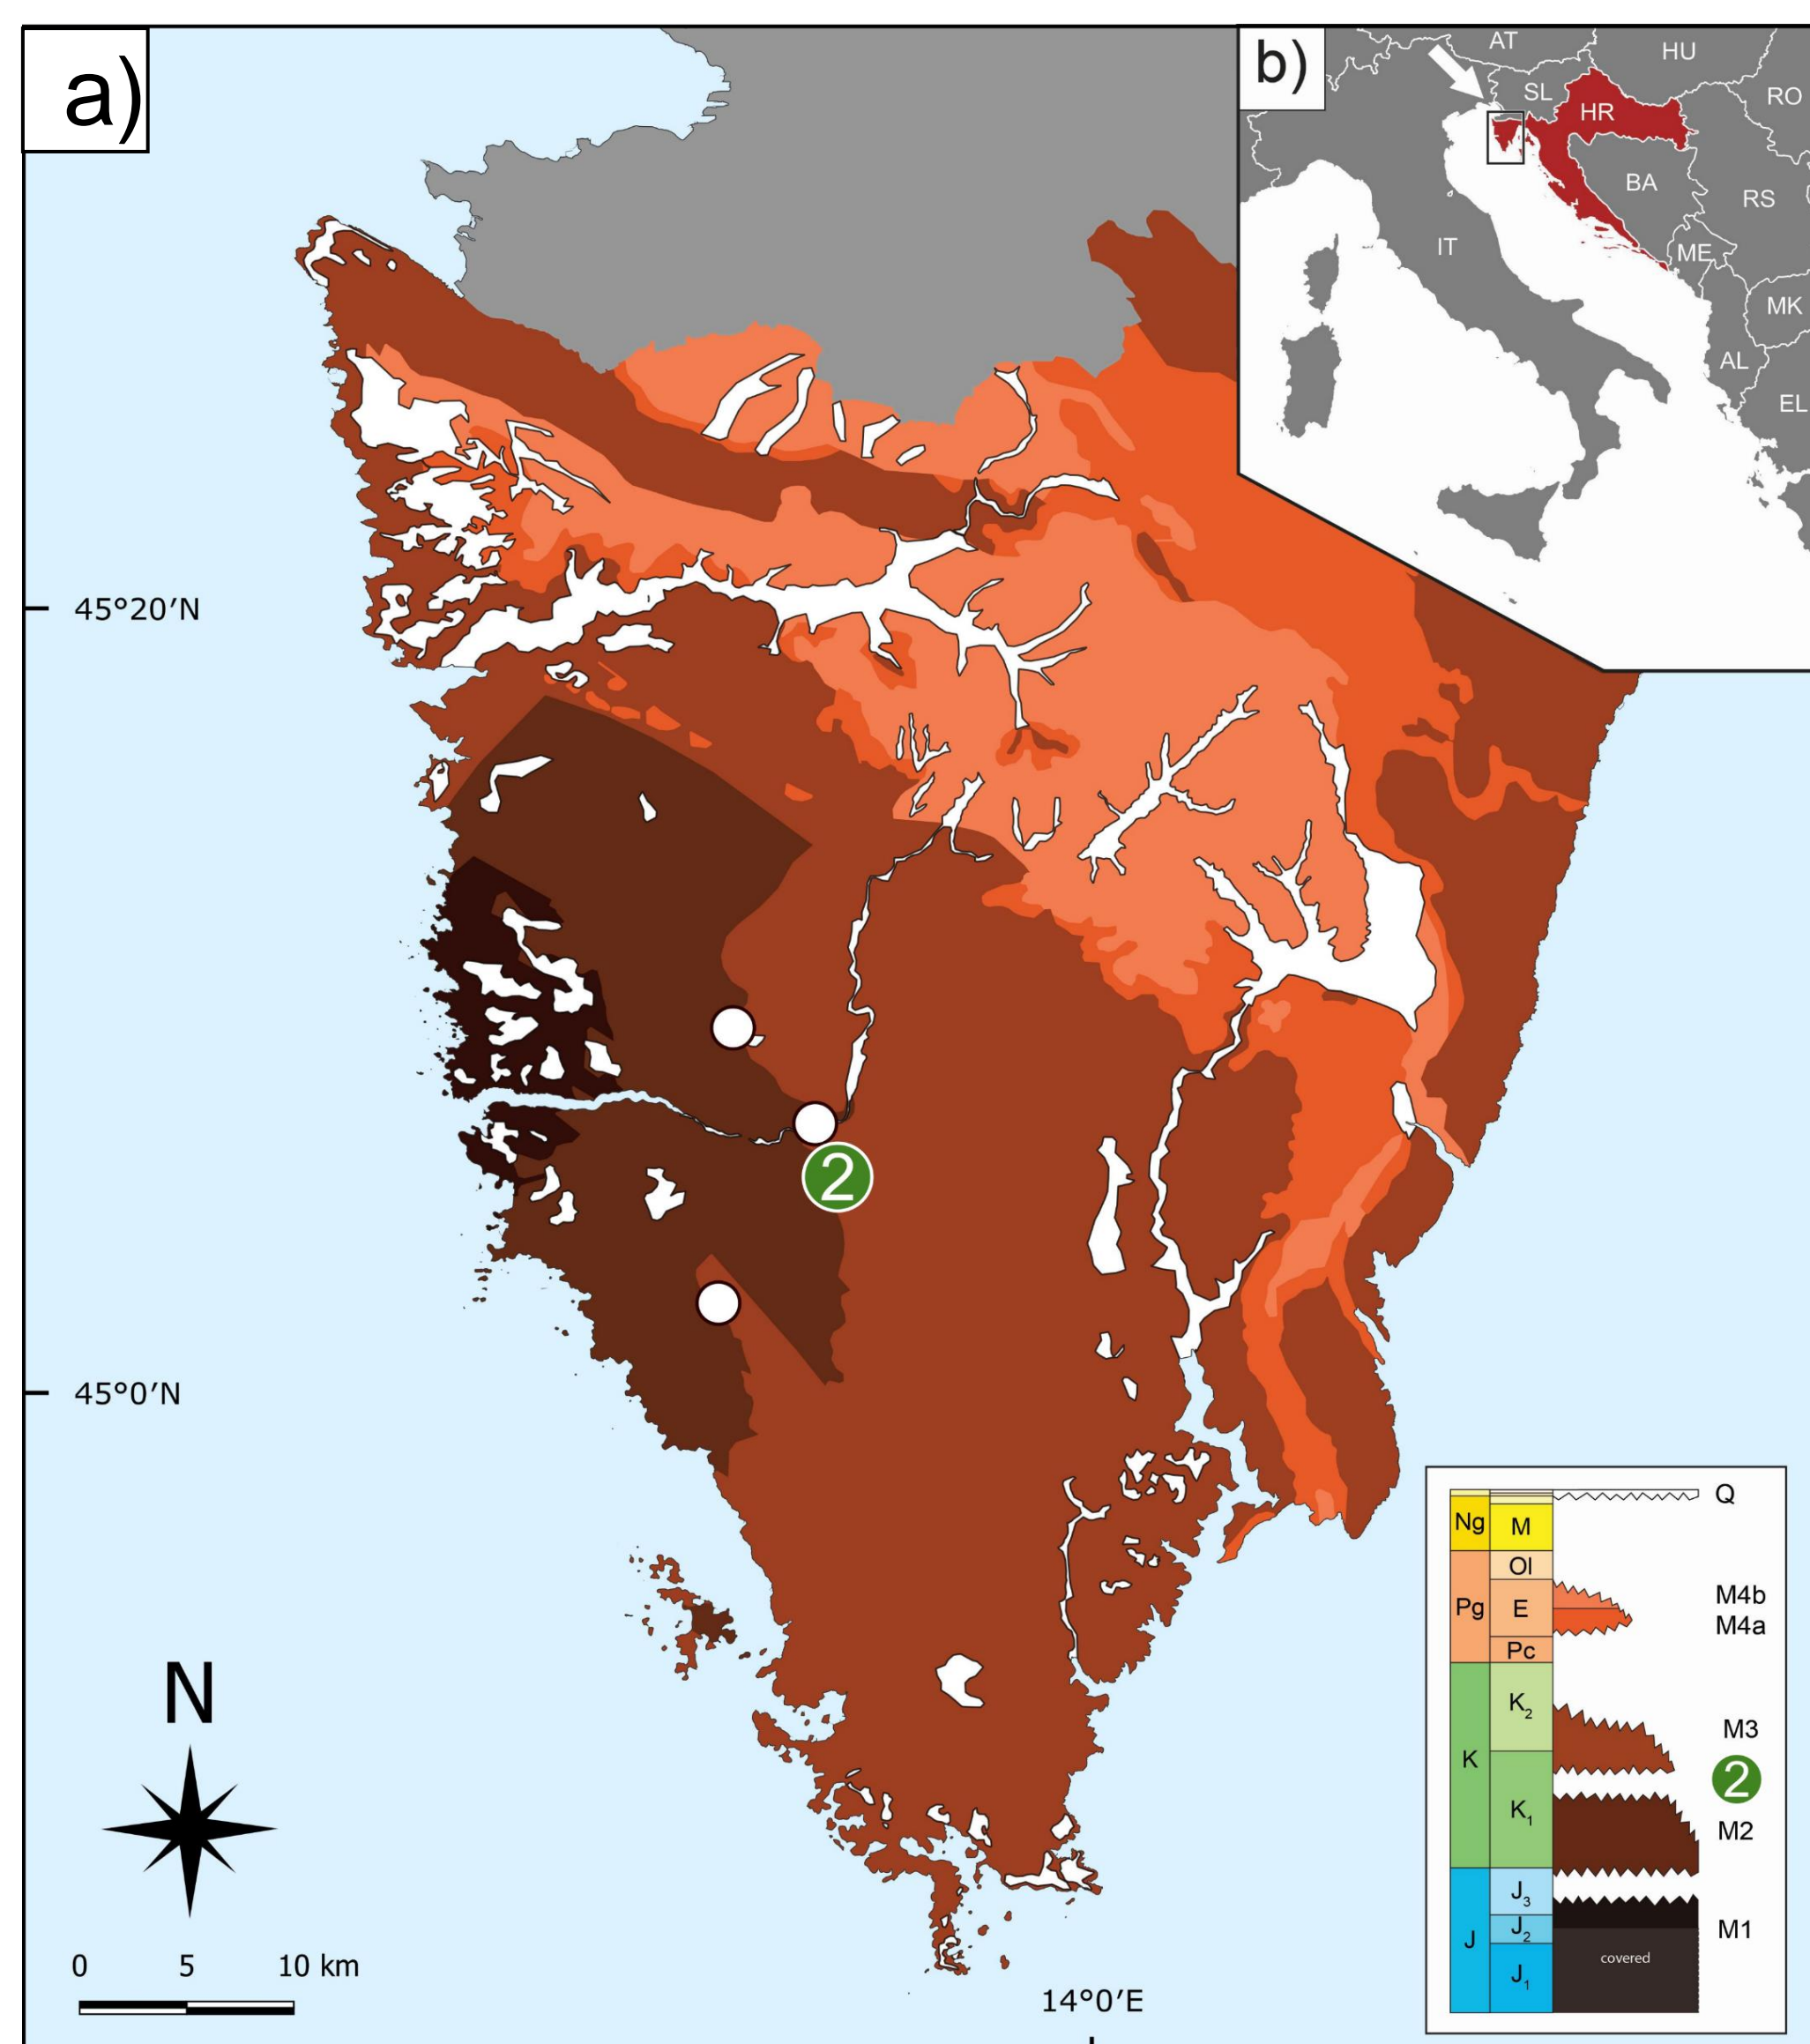 a)
b)
AT
HU
SL
HR
RO
BA
RS
IT
ME
MK
AL
EL
45°20′N
2
45°0′N
N
0 5 10 km
14°0′E
Q
Ng M
Ol
Pg E
M4b
M4a
Pc
K2
M3
K
2
K1
M2
J3
J2
M1
J
covered
J1